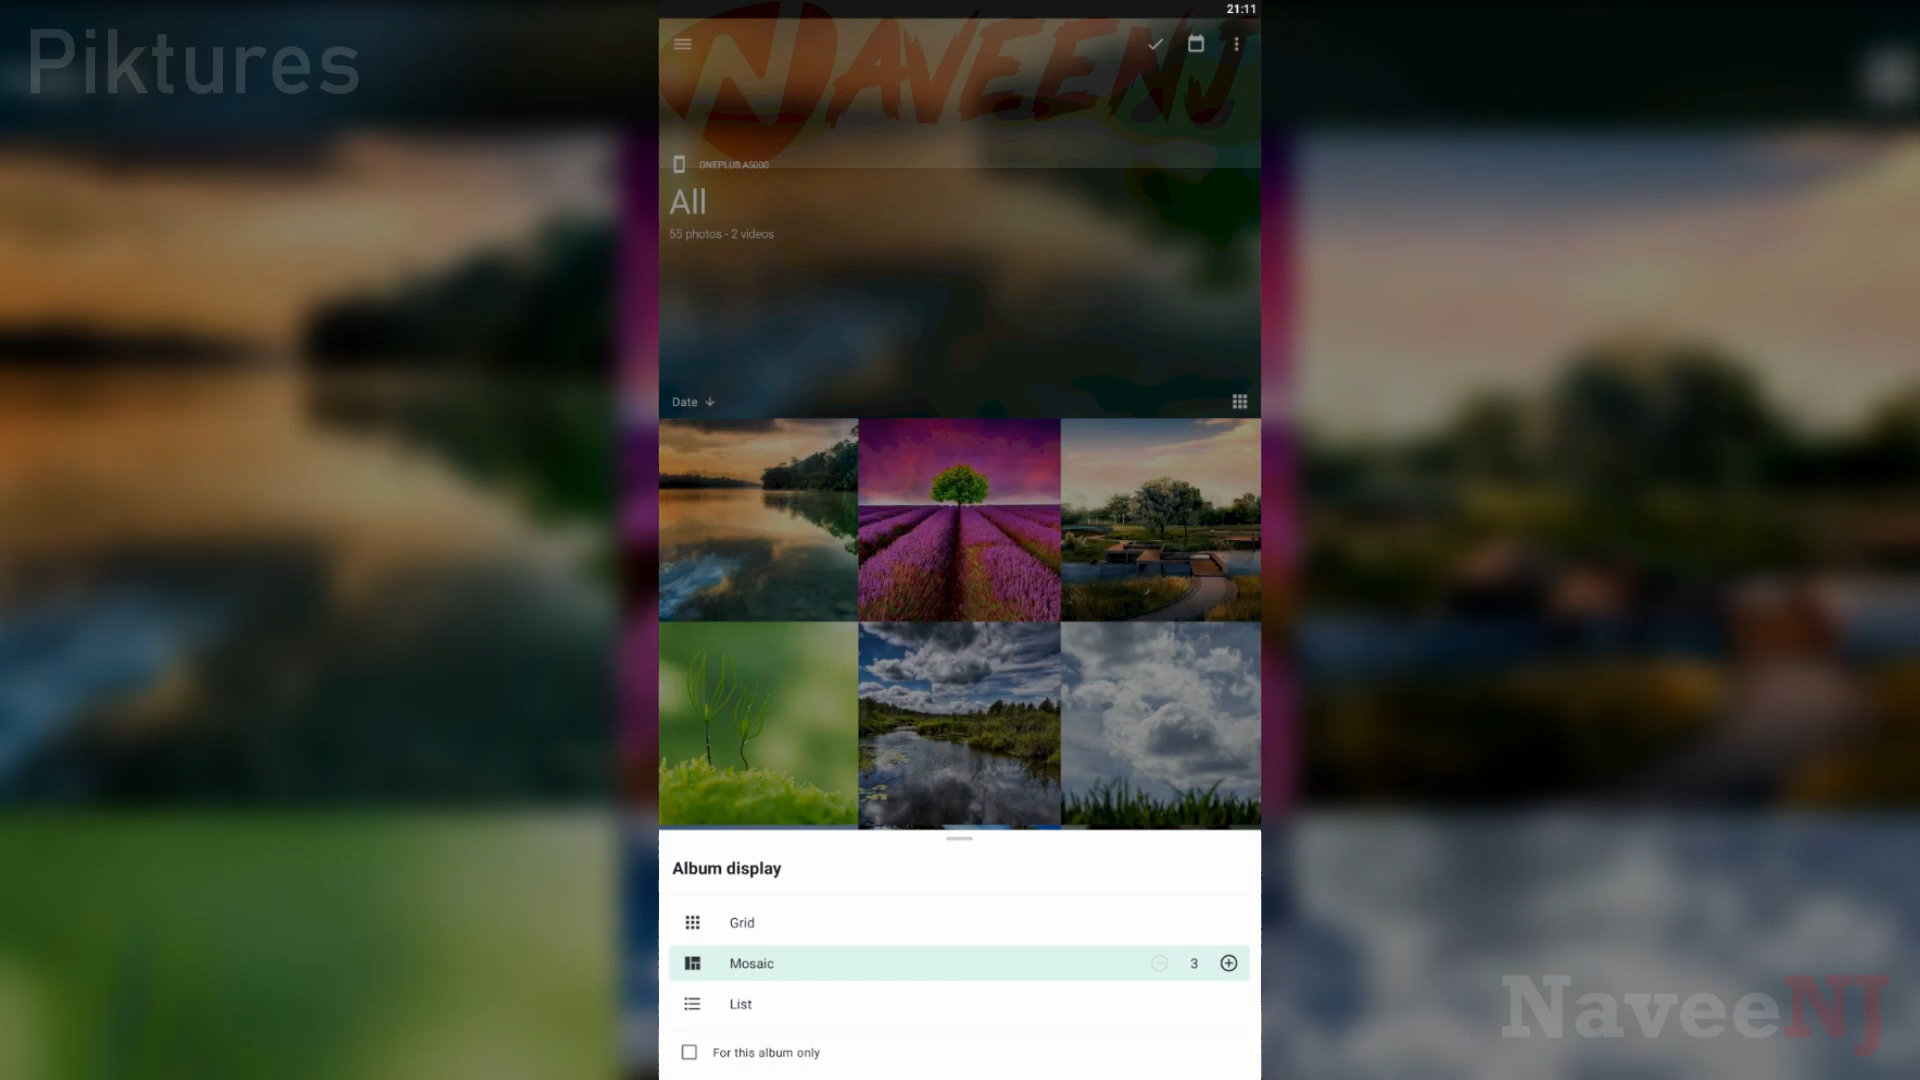 Piktures
21:11
NAVEENJ
ONEPLUS A5000
All
55 photos - 2 videos
Date
Album display
Grid
Mosaic
3
List
For this album only
NaveeNJ